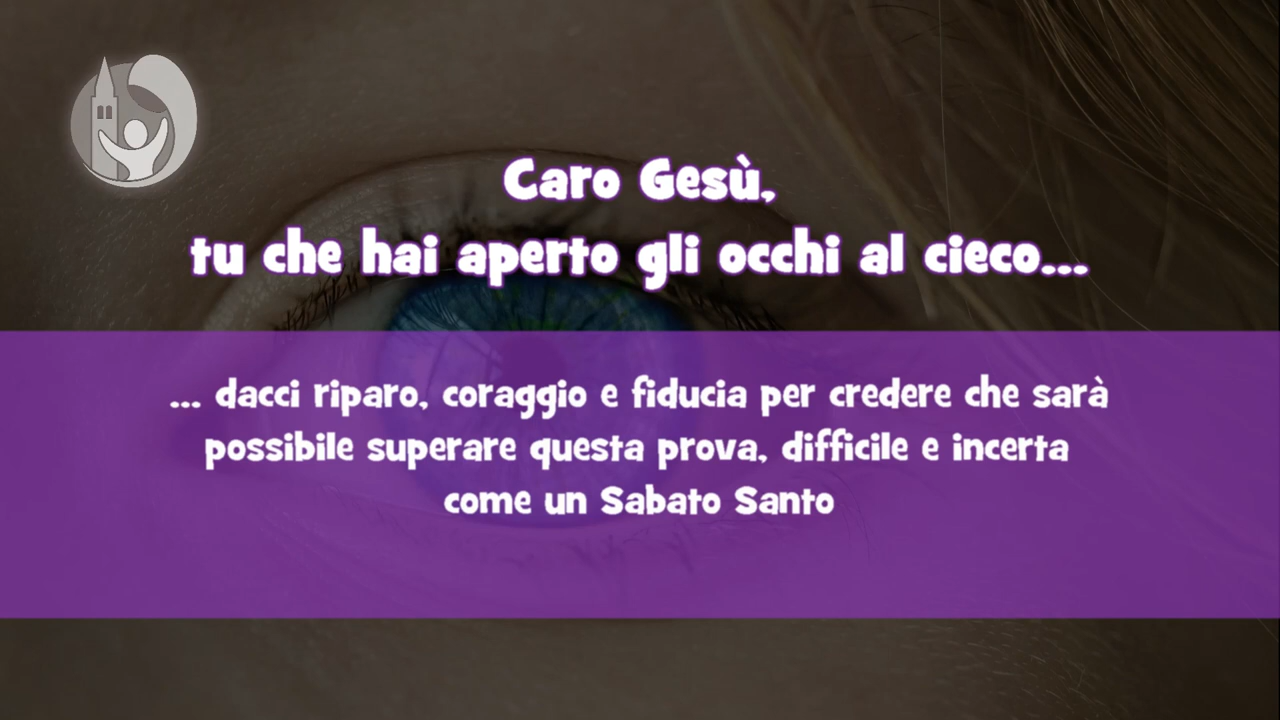 Caro Gesù,
tu che hai aperto gli occhi al cieco...
... dacci riparo, coraggio e fiducia per credere che sarà
possibile superare questa prova, difficile e incerta
come un Sabato Santo